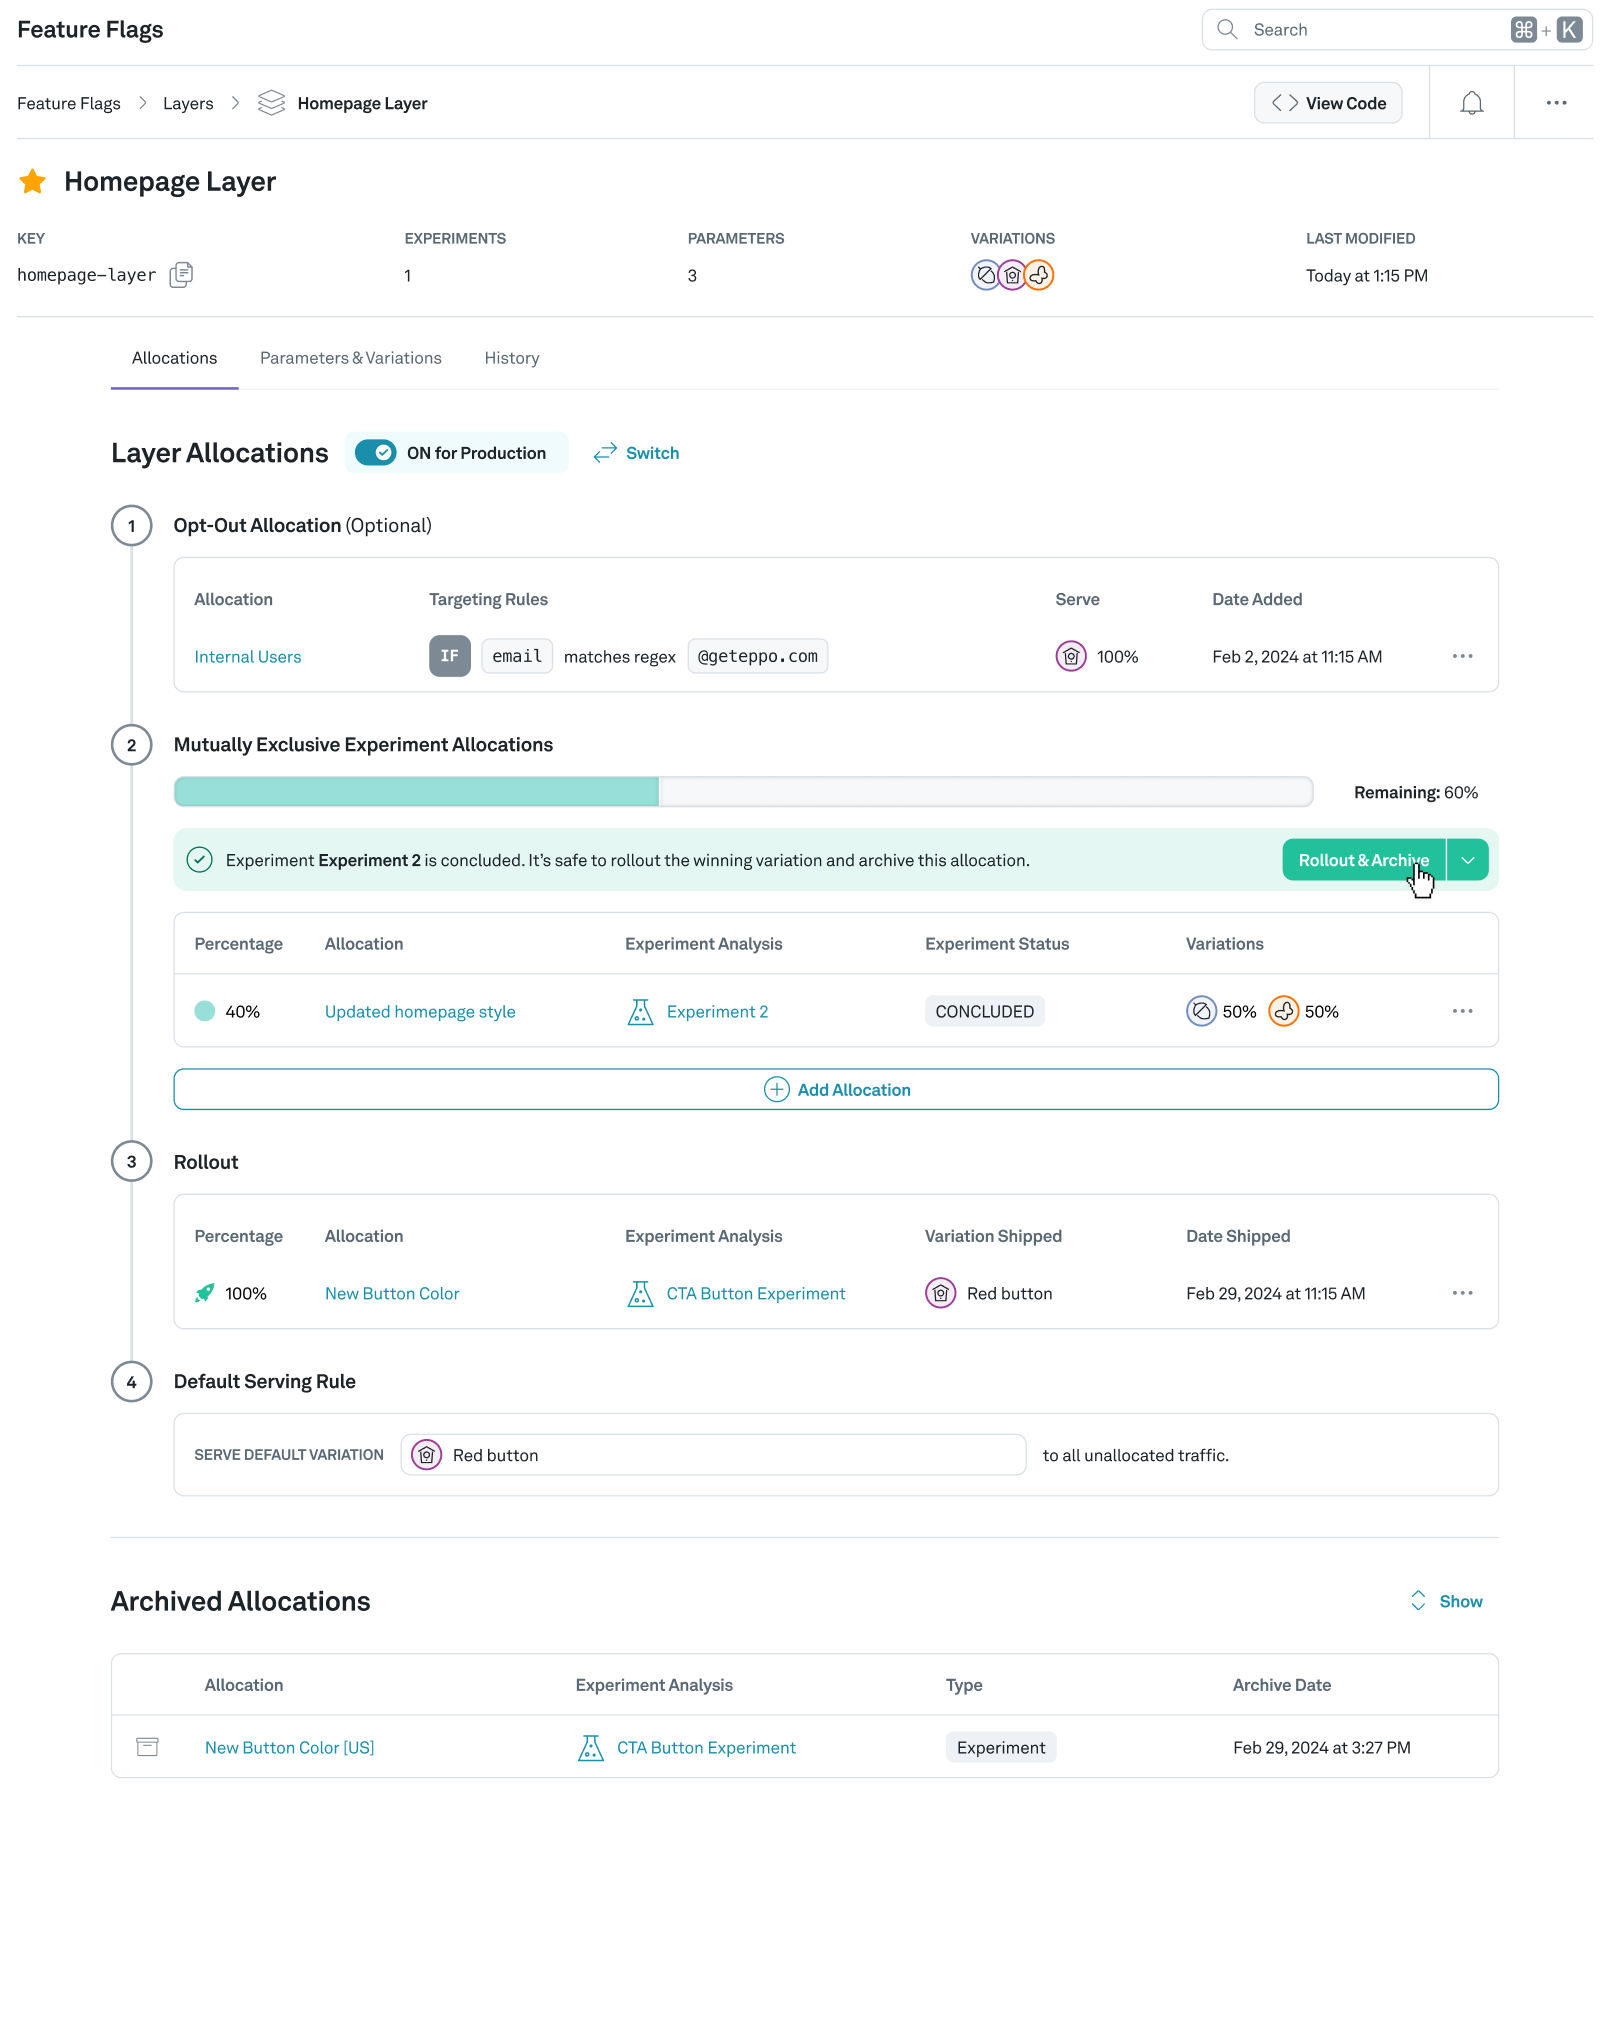 Feature Flags
Search ⌘ + K
Feature Flags > Layers > Homepage Layer
<> View Code
Homepage Layer
KEY EXPERIMENTS PARAMETERS VARIATIONS LAST MODIFIED
homepage-layer 1 3 Today at 1:15 PM
Allocations Parameters & Variations History
Layer Allocations ON for Production Switch
1 Opt-Out Allocation (Optional)
Allocation Targeting Rules Serve Date Added
Internal Users IF email matches regex @geteppo.com 100% Feb 2, 2024 at 11:15 AM
2 Mutually Exclusive Experiment Allocations
Remaining: 60%
Experiment Experiment 2 is concluded. It’s safe to rollout the winning variation and archive this allocation. Rollout & Archive
Percentage Allocation Experiment Analysis Experiment Status Variations
40% Updated homepage style Experiment 2 CONCLUDED 50% 50%
Add Allocation
3 Rollout
Percentage Allocation Experiment Analysis Variation Shipped Date Shipped
100% New Button Color CTA Button Experiment Red button Feb 29, 2024 at 11:15 AM
4 Default Serving Rule
SERVE DEFAULT VARIATION Red button to all unallocated traffic.
Archived Allocations Show
Allocation Experiment Analysis Type Archive Date
New Button Color [US] CTA Button Experiment Experiment Feb 29, 2024 at 3:27 PM